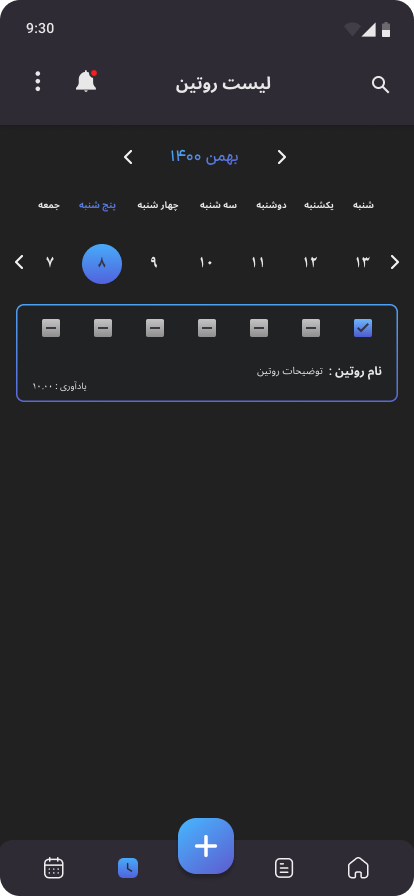 9:30
لیست روتین
بهمن ۱۴۰۰
شنبه یکشنبه دوشنبه سه شنبه چهار شنبه پنج شنبه جمعه
۱۳ ۱۲ ۱۱ ۱۰ ۹ ۸ ۷
نام روتین : توضیحات روتین
یادآوری : ۱۰.۰۰